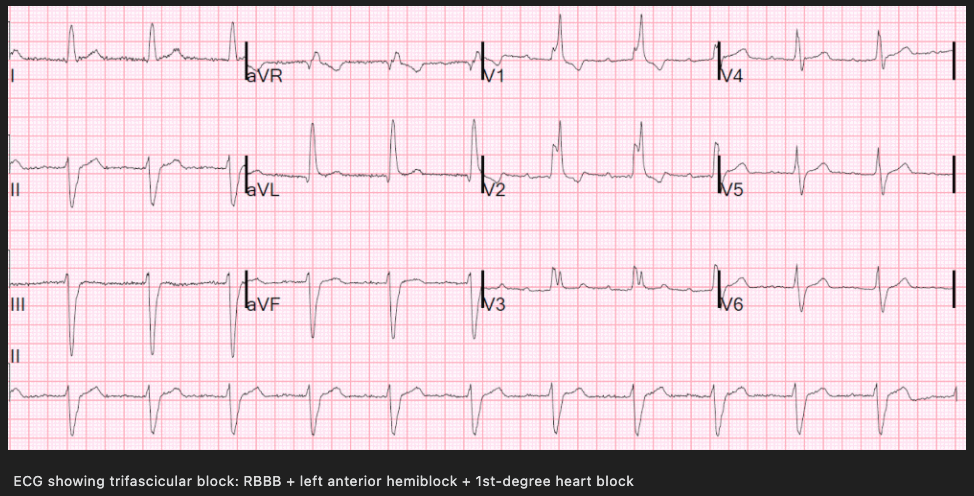 I aVR V1 V4
II aVL V2 V5
III aVF V3 V6
II
ECG showing trifascicular block: RBBB + left anterior hemiblock + 1st-degree heart block